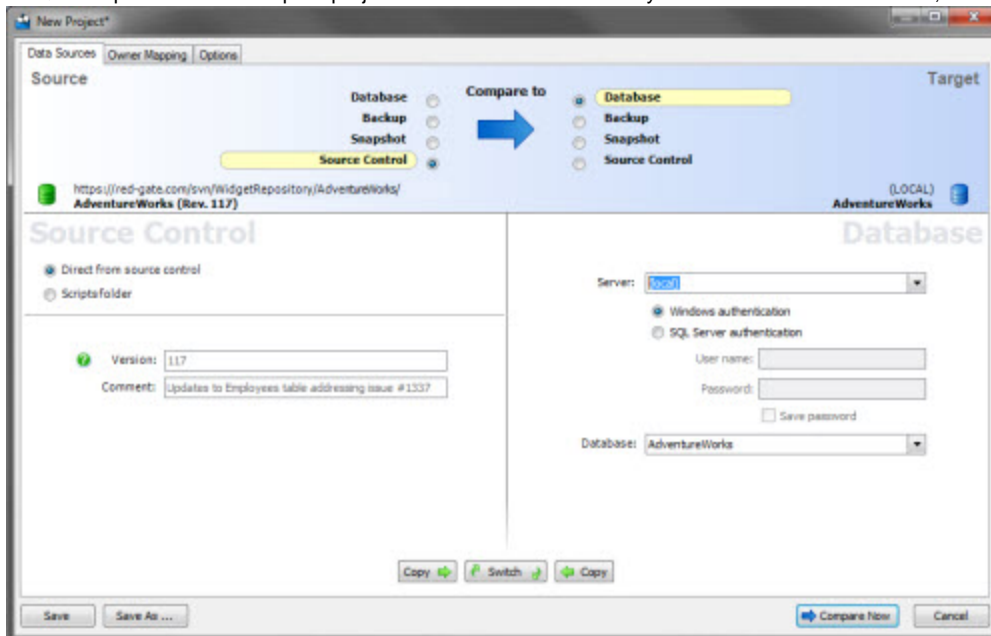 New Project*
Data Sources Owner Mapping Options
Source Target
Compare to
Database Database
Backup Backup
Snapshot Snapshot
Source Control Source Control
https://red-gate.com/svn/WidgetRepository/AdventureWorks/ (LOCAL)
AdventureWorks (Rev. 117) AdventureWorks
Source Control Database
Direct from source control
Scripts folder
Server: (local)
Windows authentication
SQL Server authentication
Version: 117
User name:
Comment: Updates to Employees table addressing issue #1337
Password:
Save password
Database: AdventureWorks
Copy Switch Copy
Save Save As ... Compare Now Cancel